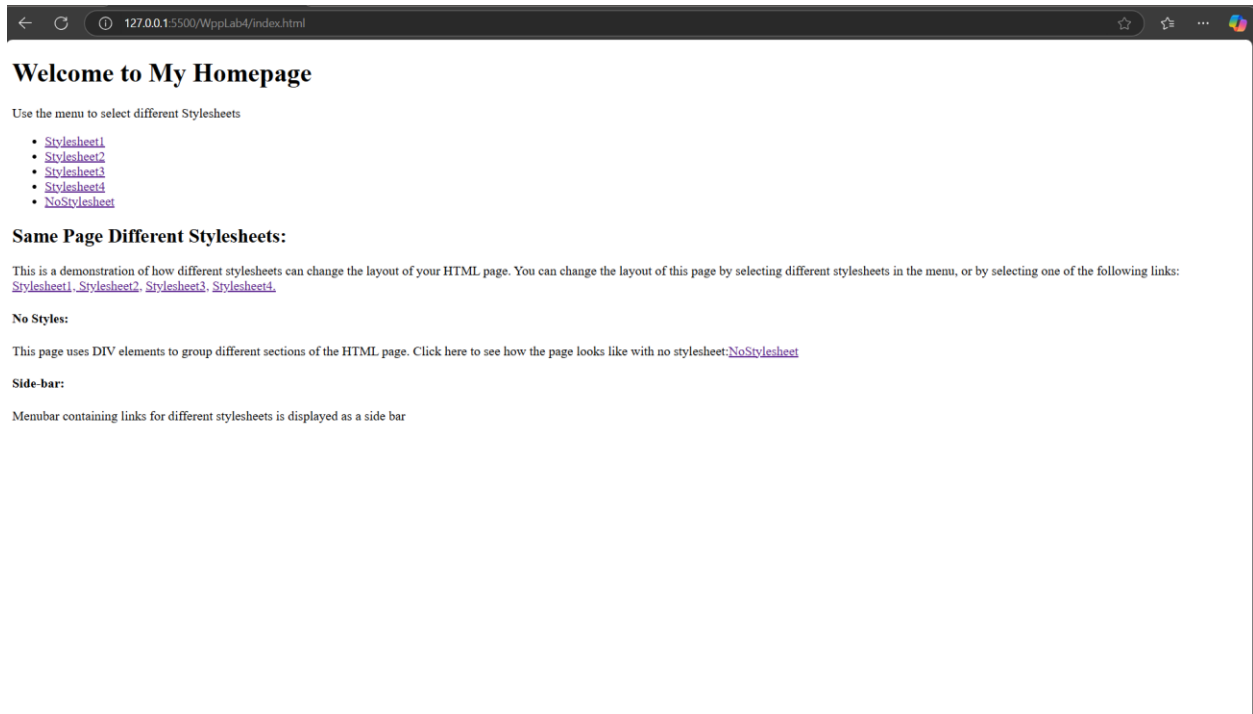 127.0.0.1:5500/WppLab4/index.html
Welcome to My Homepage
Use the menu to select different Stylesheets
Stylesheet1
Stylesheet2
Stylesheet3
Stylesheet4
NoStylesheet
Same Page Different Stylesheets:
This is a demonstration of how different stylesheets can change the layout of your HTML page. You can change the layout of this page by selecting different stylesheets in the menu, or by selecting one of the following links:
Stylesheet1, Stylesheet2, Stylesheet3, Stylesheet4.
No Styles:
This page uses DIV elements to group different sections of the HTML page. Click here to see how the page looks like with no stylesheet:NoStylesheet
Side-bar:
Menubar containing links for different stylesheets is displayed as a side bar